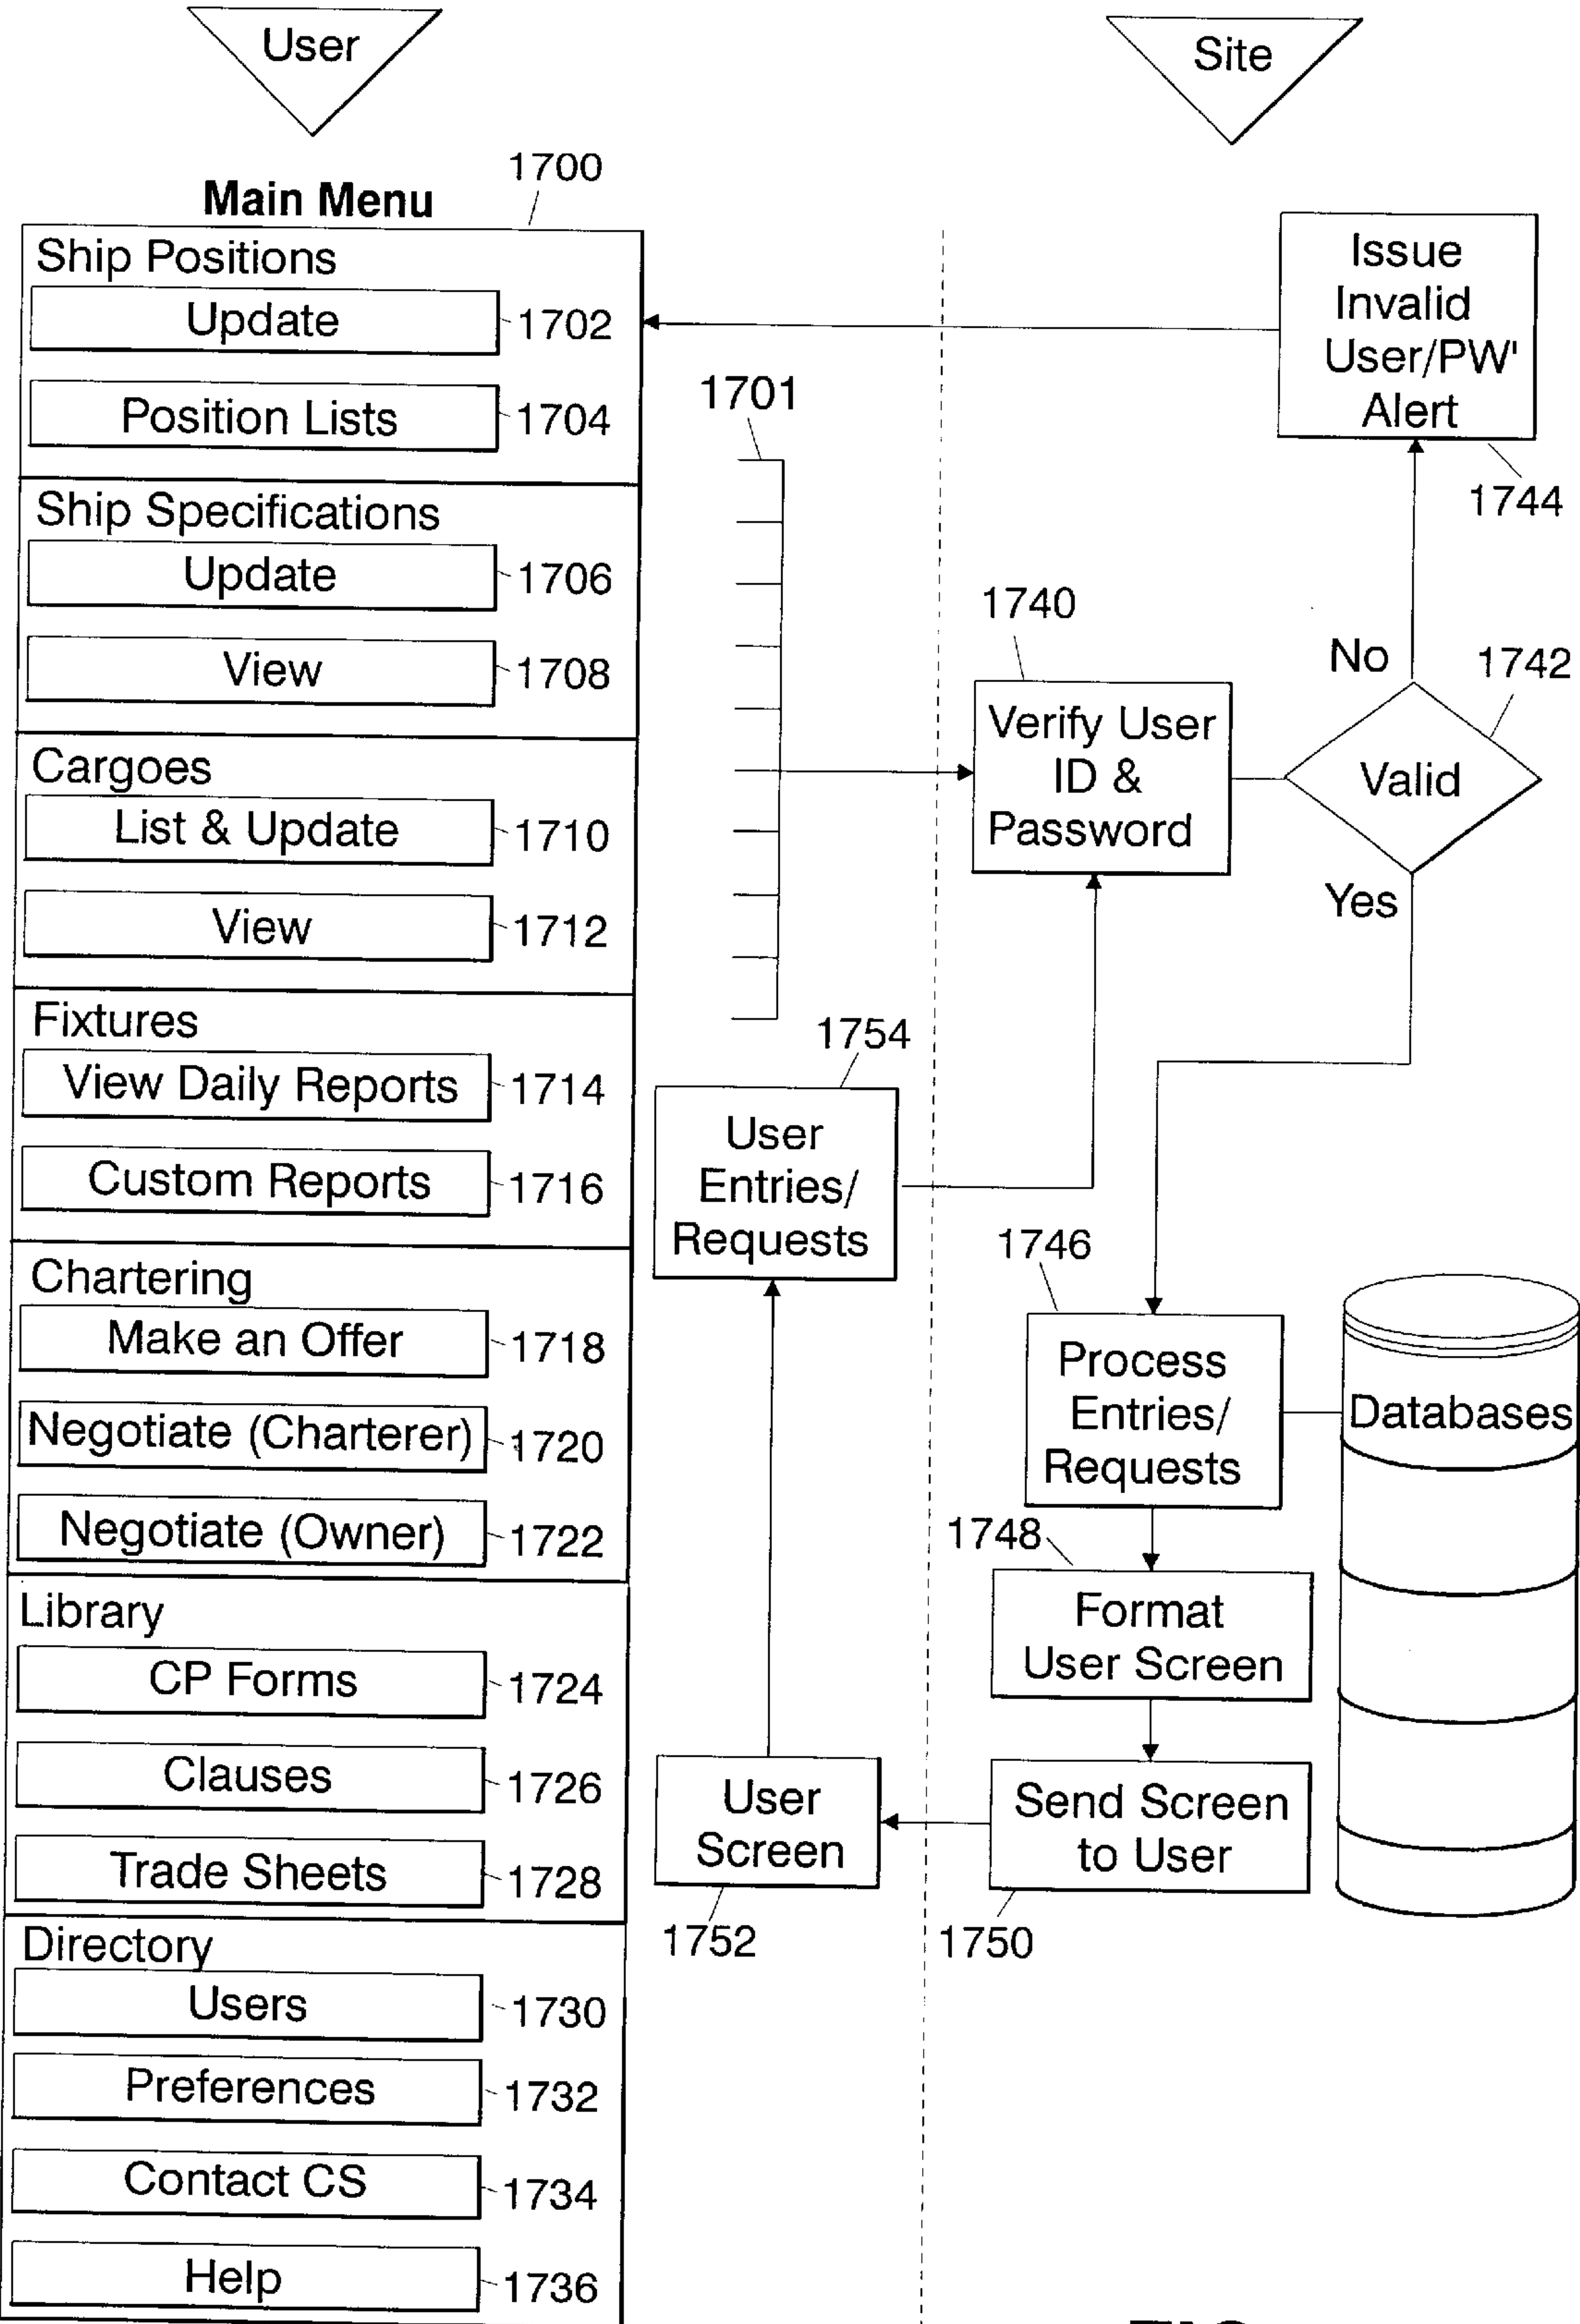 User
Site
1700
Main Menu
Ship Positions
Update
1702
Position Lists
1704
Ship Specifications
Update
1706
View
1708
Cargoes
List & Update
1710
View
1712
Fixtures
View Daily Reports
1714
Custom Reports
1716
Chartering
Make an Offer
1718
Negotiate (Charterer)
1720
Negotiate (Owner)
1722
Library
CP Forms
1724
Clauses
1726
Trade Sheets
1728
Directory
Users
1730
Preferences
1732
Contact CS
1734
Help
1736
1701
Issue
Invalid
User/PW'
Alert
1744
1740
Verify User
ID &
Password
No
1742
Valid
Yes
1754
User
Entries/
Requests
1746
Process
Entries/
Requests
Databases
1748
Format
User Screen
Send Screen
to User
1750
User
Screen
1752